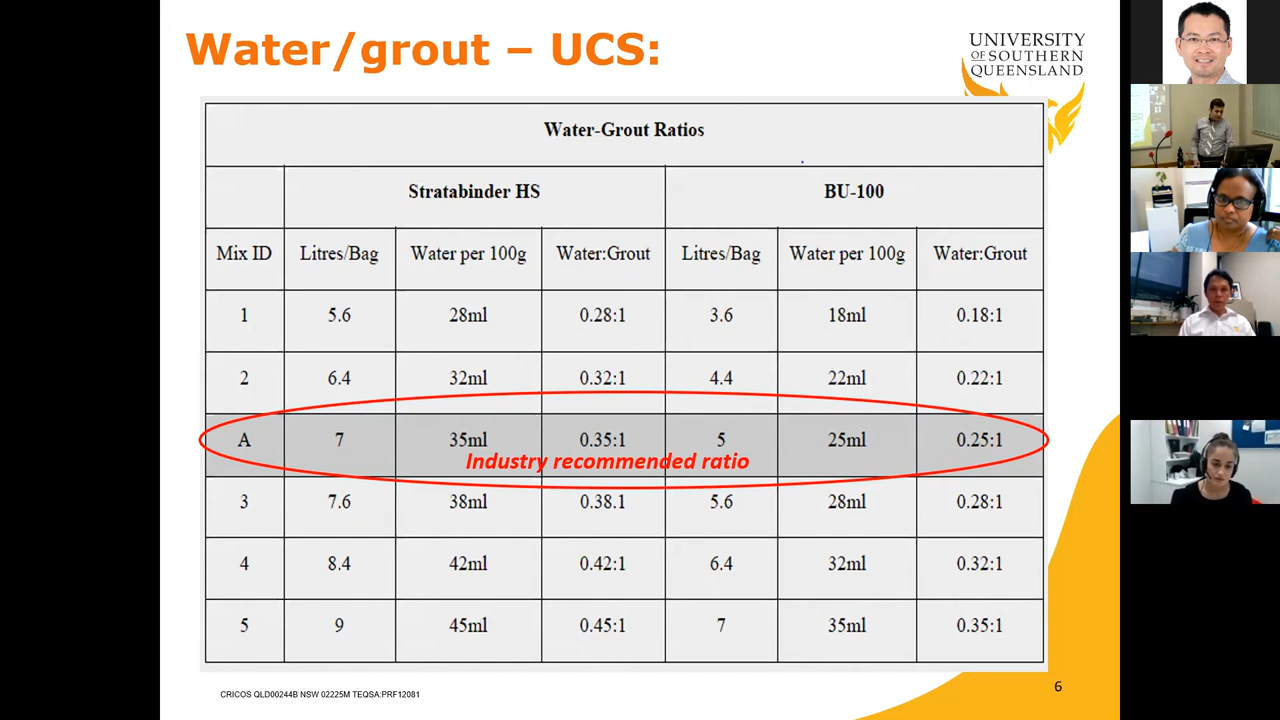 Water/grout – UCS:
UNIVERSITY
OF SOUTHERN
QUEENSLAND
Water-Grout Ratios
Stratabinder HS BU-100
Mix ID Litres/Bag Water per 100g Water:Grout Litres/Bag Water per 100g Water:Grout
1 5.6 28ml 0.28:1 3.6 18ml 0.18:1
2 6.4 32ml 0.32:1 4.4 22ml 0.22:1
A 7 35ml 0.35:1 5 25ml 0.25:1
Industry recommended ratio
3 7.6 38ml 0.38.1 5.6 28ml 0.28:1
4 8.4 42ml 0.42:1 6.4 32ml 0.32:1
5 9 45ml 0.45:1 7 35ml 0.35:1
CRICOS QLD00244B NSW 02225M TEQSA:PRF12081
6